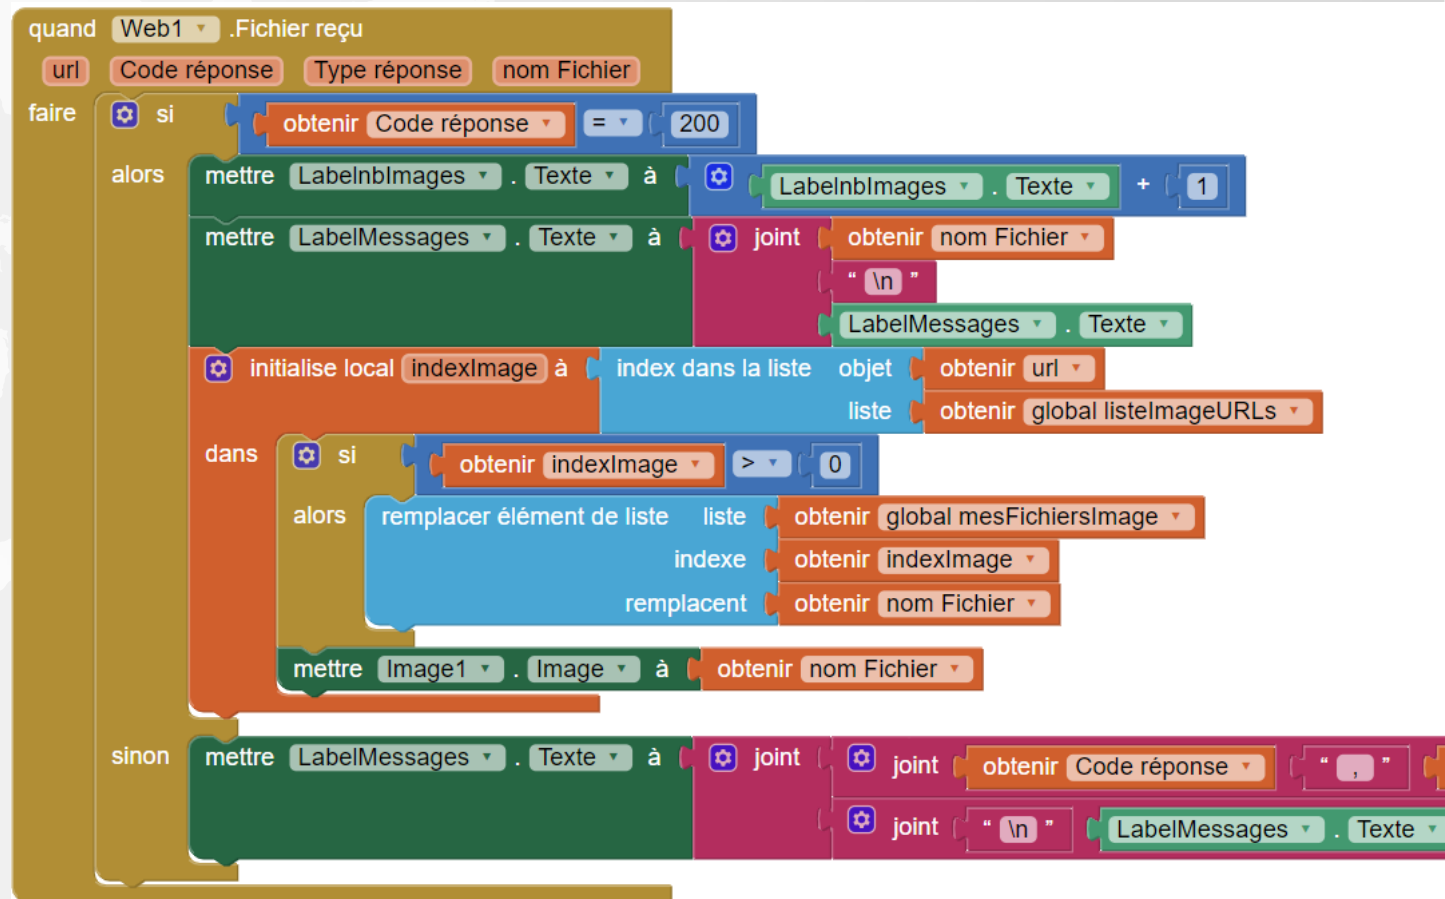 quand Web1 .Fichier reçu
url Code réponse Type réponse nom Fichier
faire si obtenir Code réponse = 200
alors mettre LabelnbImages . Texte à LabelnbImages . Texte + 1
mettre LabelMessages . Texte à joint obtenir nom Fichier
“ \n ”
LabelMessages . Texte
initialise local indexImage à index dans la liste objet obtenir url
liste obtenir global listeImageURLs
dans si obtenir indexImage > 0
alors remplacer élément de liste liste obtenir global mesFichiersImage
indexe obtenir indexImage
remplacent obtenir nom Fichier
mettre Image1 . Image à obtenir nom Fichier
sinon mettre LabelMessages . Texte à joint joint obtenir Code réponse “ , ”
joint “ \n ” LabelMessages . Texte